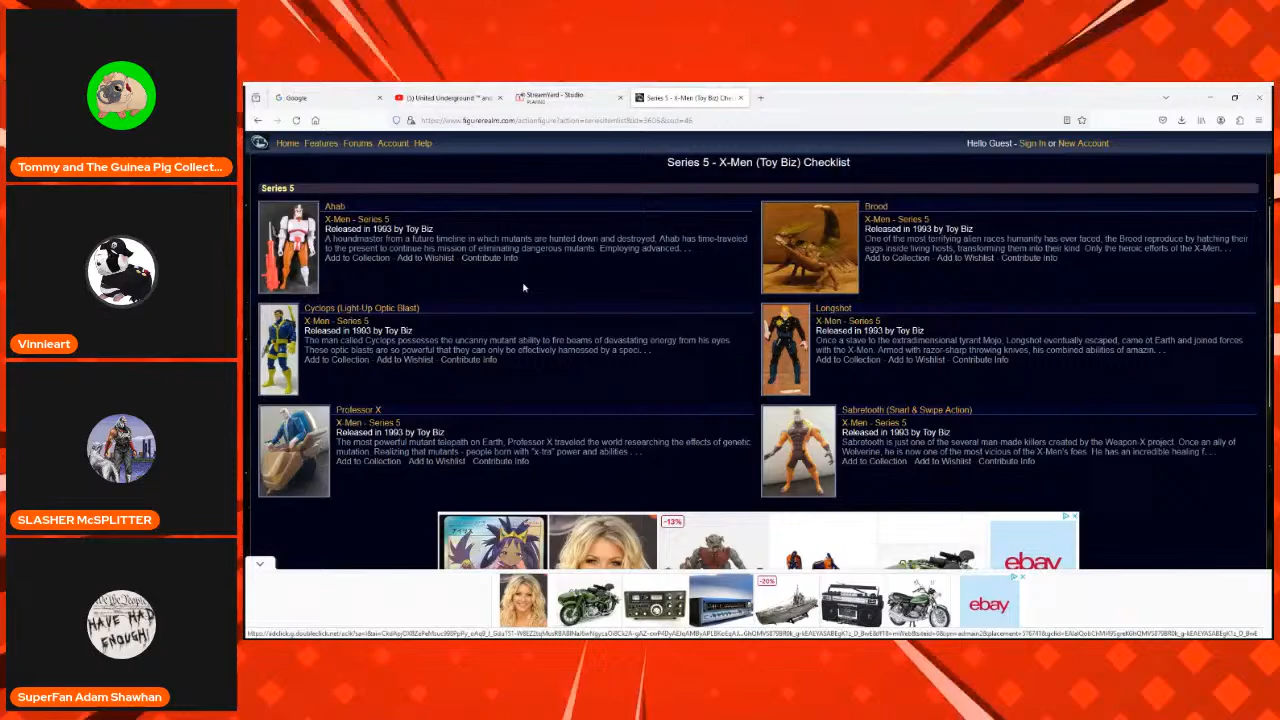 Tommy and The Guinea Pig Collect...
Vinnieart
SLASHER McSPLITTER
HAVE HAD
ENOUGH!
SuperFan Adam Shawhan
Google
(5) United Underground ™ and
StreamYard - Studio
Series 5 - X-Men (Toy Biz) Chec
Home Features Forums Account Help
Hello Guest - Sign In or New Account
Series 5 - X-Men (Toy Biz) Checklist
Series 5
Ahab
X-Men - Series 5
Released in 1993 by Toy Biz
A houndmaster from a future timeline in which mutants are hunted down and destroyed, Ahab has time-traveled
to the present to continue his mission of eliminating dangerous mutants. Employing advanced. . .
Add to Collection - Add to Wishlist - Contribute Info
Brood
X-Men - Series 5
Released in 1993 by Toy Biz
One of the most terrifying alien races humanity has ever faced, the Brood reproduce by hatching their
eggs inside living hosts, transforming them into their kind. Only the heroic efforts of the X-Men. . .
Add to Collection - Add to Wishlist - Contribute Info
Cyclops (Light-Up Optic Blast)
X-Men - Series 5
Released in 1993 by Toy Biz
The man called Cyclops possesses the uncanny mutant ability to fire beams of devastating energy from his eyes.
These optic blasts are so powerful that they can only be effectively harnessed by a speci. . .
Add to Collection - Add to Wishlist - Contribute Info
Longshot
X-Men - Series 5
Released in 1993 by Toy Biz
Once a slave to the extradimensional tyrant Mojo, Longshot eventually escaped, came ot Earth and joined forces
with the X-Men. Armed with razor-sharp throwing knives, his combined abilities of amazin. . .
Add to Collection - Add to Wishlist - Contribute Info
Professor X
X-Men - Series 5
Released in 1993 by Toy Biz
The most powerful mutant telepath on Earth, Professor X traveled the world researching the effects of genetic
mutation. Realizing that mutants - people born with "x-tra" power and abilities . . .
Add to Collection - Add to Wishlist - Contribute Info
Sabretooth (Snarl & Swipe Action)
X-Men - Series 5
Released in 1993 by Toy Biz
Sabretooth is just one of the several man made killers created by the Weapon-X project. Once an ally of
Wolverine, he is now one of the most vicious of the X-Men's foes. He has an incredible healing f. . .
Add to Collection - Add to Wishlist - Contribute Info
-13%
ebay
-20%
ebay